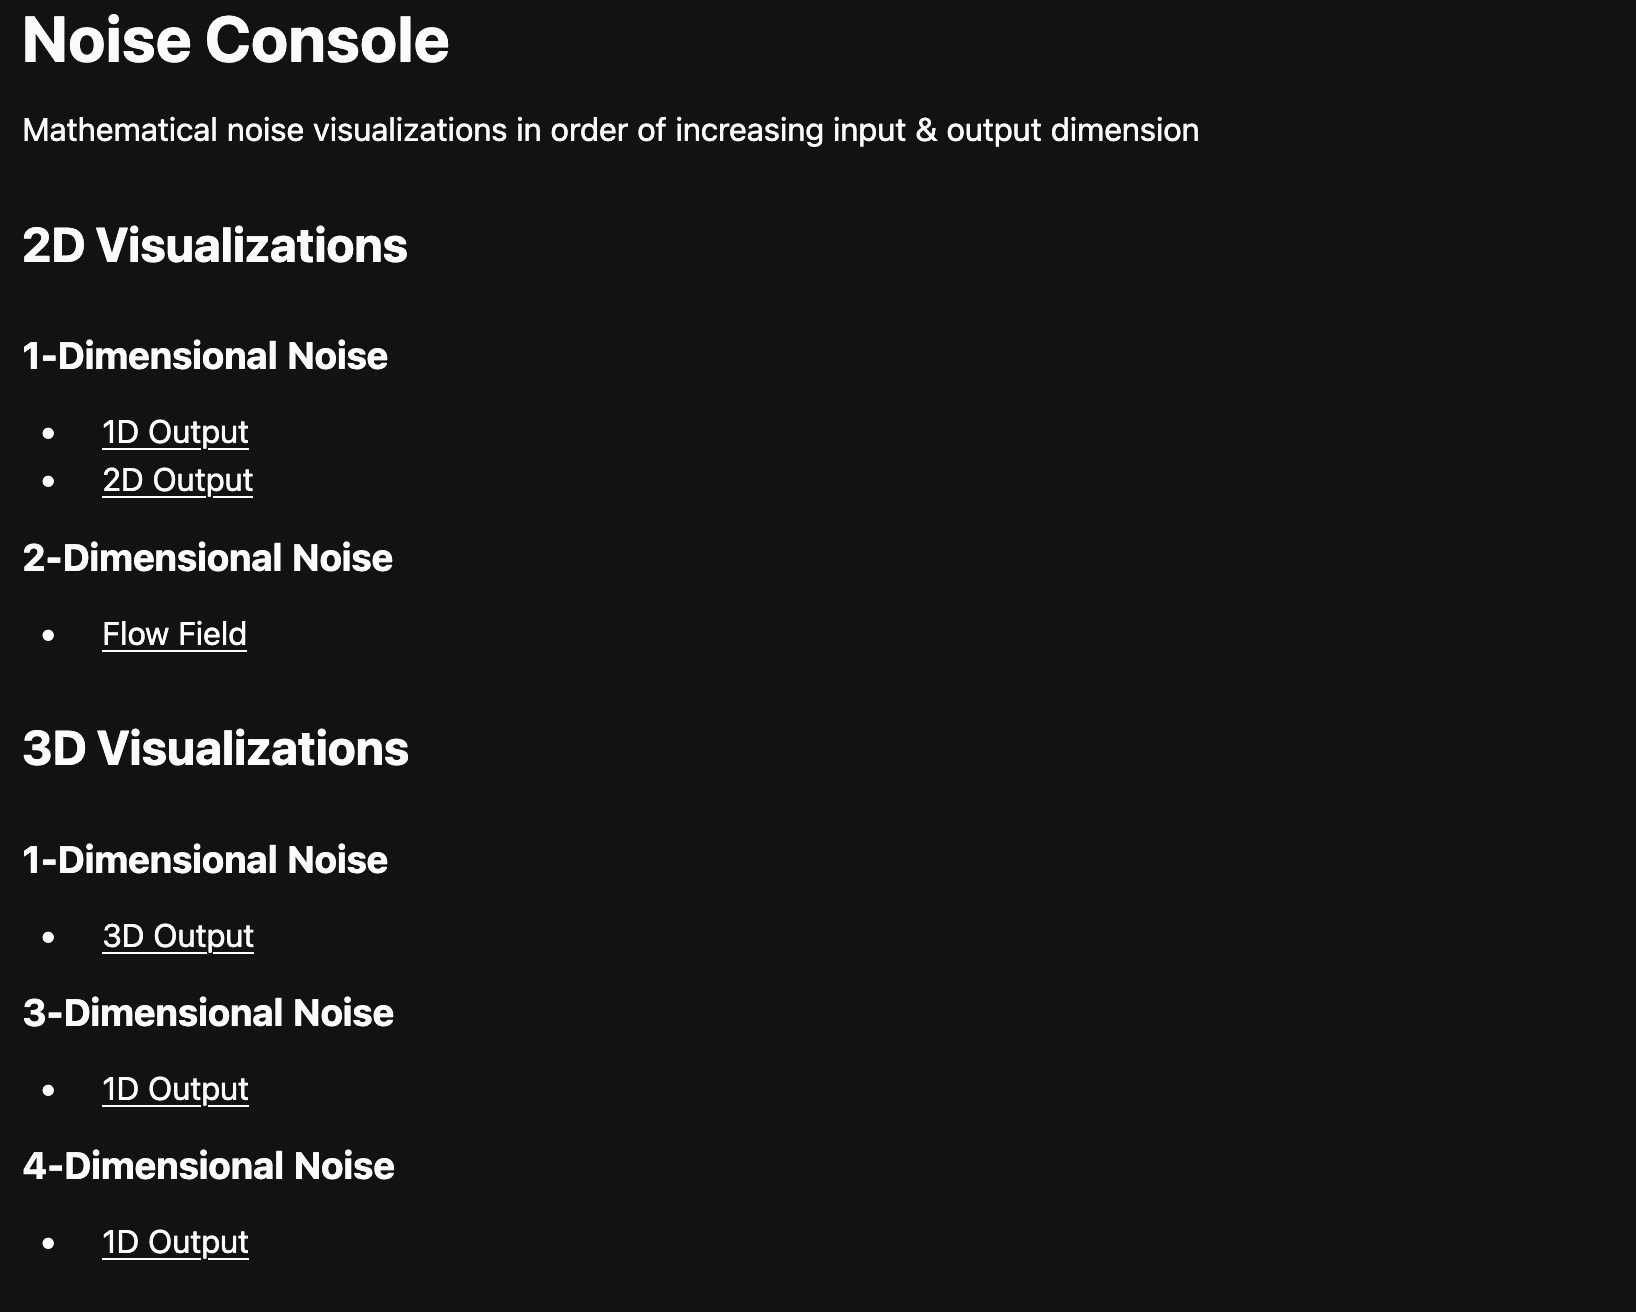 Noise Console
Mathematical noise visualizations in order of increasing input & output dimension
2D Visualizations
1-Dimensional Noise
• 1D Output
• 2D Output
2-Dimensional Noise
• Flow Field
3D Visualizations
1-Dimensional Noise
• 3D Output
3-Dimensional Noise
• 1D Output
4-Dimensional Noise
• 1D Output